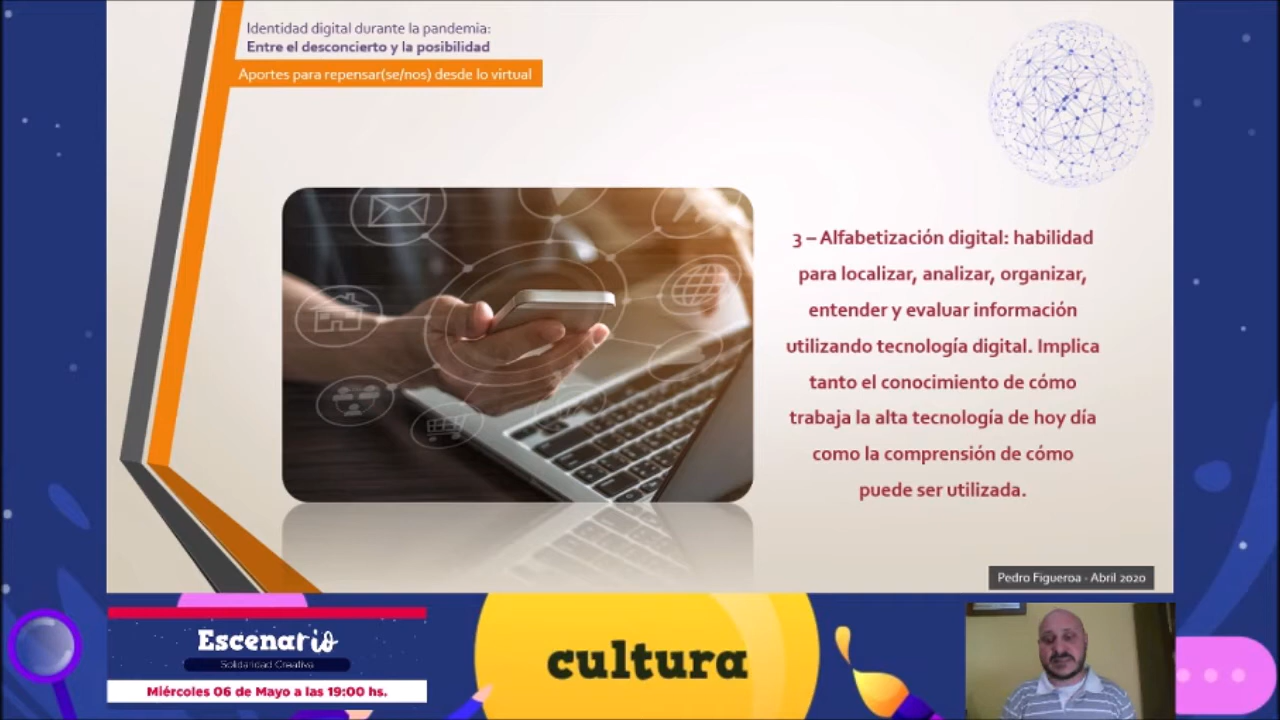 Identidad digital durante la pandemia:
Entre el desconcierto y la posibilidad
Aportes para repensar(se/nos) desde lo virtual
3 – Alfabetización digital: habilidad
para localizar, analizar, organizar,
entender y evaluar información
utilizando tecnología digital. Implica
tanto el conocimiento de cómo
trabaja la alta tecnología de hoy día
como la comprensión de cómo
puede ser utilizada.
Pedro Figueroa - Abril 2020
Escenario
Solidaridad Creativa
Miércoles 06 de Mayo a las 19:00 hs.
cultura